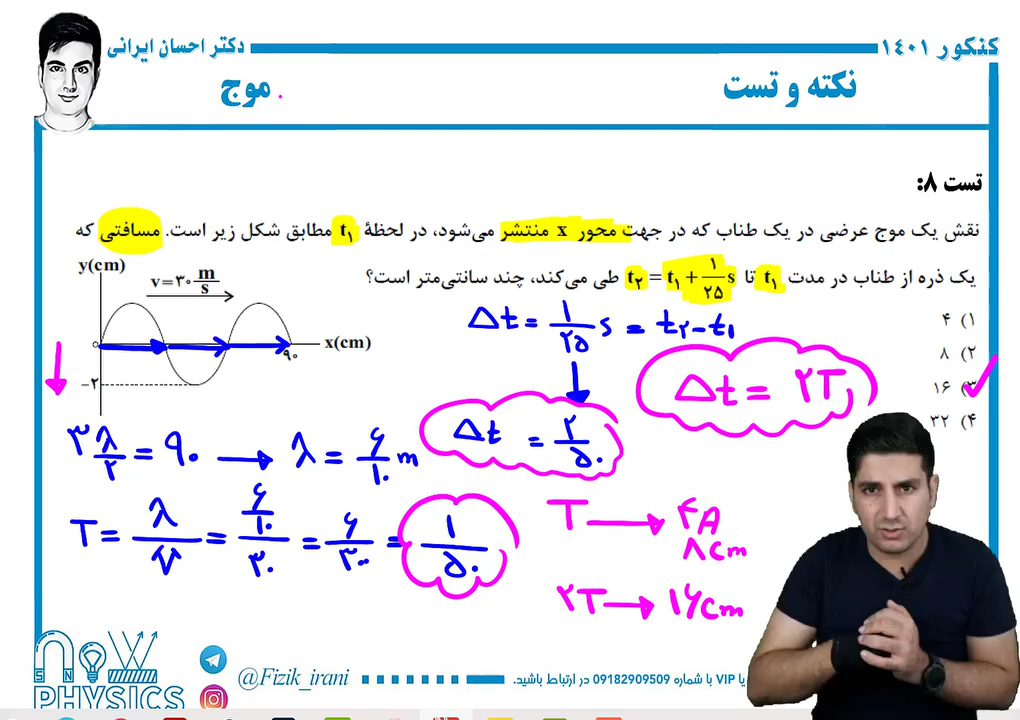 دکتر احسان ایرانی
کنکور ۱۴۰۱
نکته و تست
موج
تست ۸:
نقش یک موج عرضی در یک طناب که در جهت محور x منتشر می‌شود، در لحظهٔ t₁ مطابق شکل زیر است. مسافتی که
یک ذره از طناب در مدت t₁ تا t₂ = t₁ + ۱/۲۵ s طی می‌کند، چند سانتی‌متر است؟
y(cm)
v = ۳۰ m/s
x(cm)
۰
۹۰
−۲
۱) ۴
۲) ۸
۳) ۱۶
۴) ۳۲
Δt = ۱/۲۵ s = t₂ − t₁
Δt = ۲T
Δt = ۲/۵۰
۳ λ/۲ = ۹۰ → λ = ۶/۱۰ m
T = λ/v = ۶/۱۰/۳۰ = ۶/۳۰۰ = ۱/۵۰
T → ۴A
۸cm
۲T → ۱۶cm
NOW
SN
PHYSICS
@Fizik_irani
یا VIP با شماره 09182909509 در ارتباط باشید.